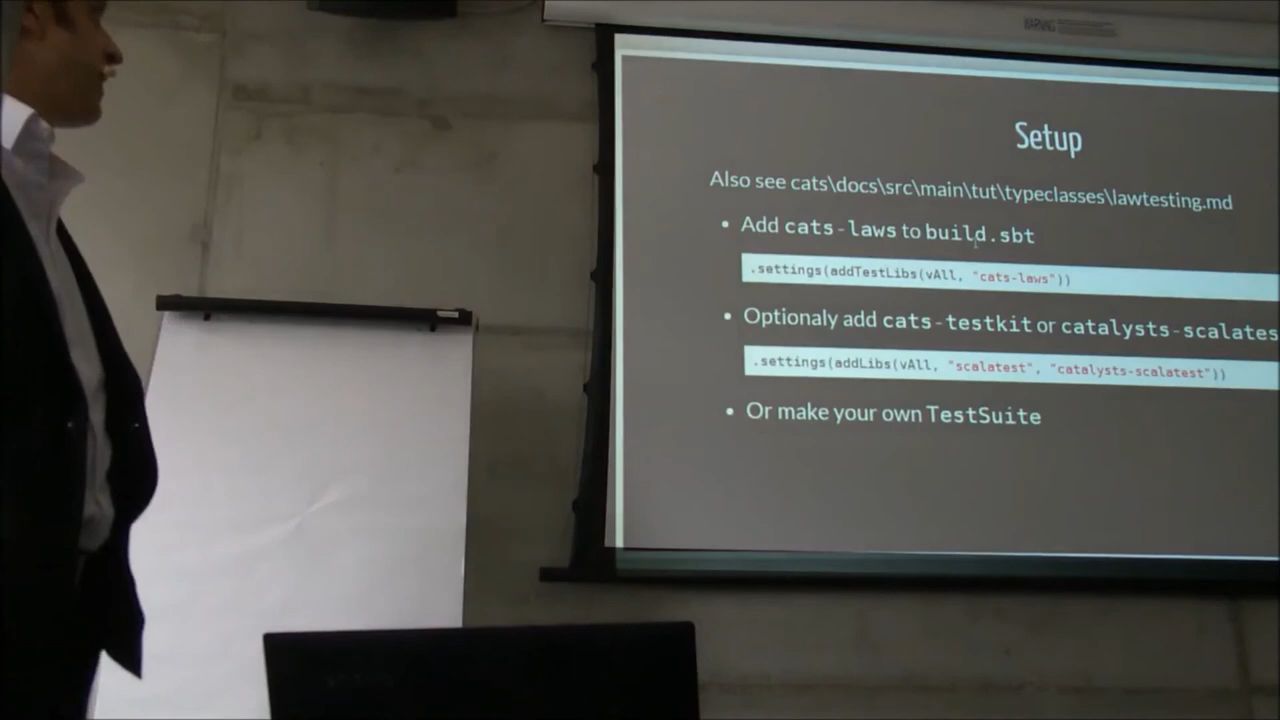 Setup
Also see cats\docs\src\main\tut\typeclasses\lawtesting.md
• Add cats-laws to build.sbt
.settings(addTestLibs(vAll, "cats-laws"))
• Optionaly add cats-testkit or catalysts-scalates
.settings(addLibs(vAll, "scalatest", "catalysts-scalatest"))
• Or make your own TestSuite